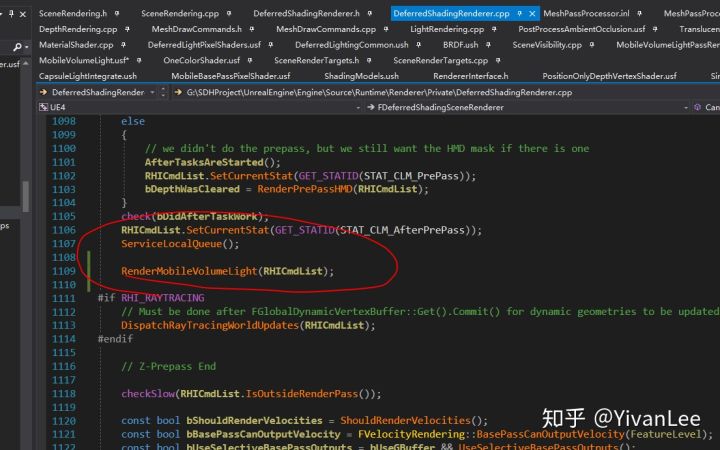 SceneRendering.h SceneRendering.cpp DeferredShadingRenderer.h DeferredShadingRenderer.cpp MeshPassProcessor.inl MeshPassProce
DepthRendering.cpp MeshDrawCommands.h MeshDrawCommands.cpp LightRendering.cpp PostProcessAmbientOcclusion.usf Translucen
MaterialShader.cpp DeferredLightPixelShaders.usf DeferredLightingCommon.ush BRDF.ush SceneVisibility.cpp MobileVolumeLightPassRer
er.usf MobileVolumeLight.usf* OneColorShader.usf SceneRenderTargets.h SceneRenderTargets.cpp
CapsuleLightIntegrate.ush MobileBasePassPixelShader.usf ShadingModels.ush RendererInterface.h PositionOnlyDepthVertexShader.usf Sir
DeferredShadingRender G:\SDHProject\UnrealEngine\Engine\Source\Runtime\Renderer\Private\DeferredShadingRenderer.cpp
UE4 FDeferredShadingSceneRenderer Can
1098 else
1099 {
1100 // we didn't do the prepass, but we still want the HMD mask if there is one
1101 AfterTasksAreStarted();
1102 RHICmdList.SetCurrentStat(GET_STATID(STAT_CLM_PrePass));
1103 bDepthWasCleared = RenderPrePassHMD(RHICmdList);
1104 }
1105 check(bDidAfterTaskWork);
1106 RHICmdList.SetCurrentStat(GET_STATID(STAT_CLM_AfterPrePass));
1107 ServiceLocalQueue();
1108
1109 RenderMobileVolumeLight(RHICmdList);
1110
1111 #if RHI_RAYTRACING
1112 // Must be done after FGlobalDynamicVertexBuffer::Get().Commit() for dynamic geometries to be updated
1113 DispatchRayTracingWorldUpdates(RHICmdList);
1114 #endif
1115
1116 // Z-Prepass End
1117
1118 checkSlow(RHICmdList.IsOutsideRenderPass());
1119
1120 const bool bShouldRenderVelocities = ShouldRenderVelocities();
1121 const bool bBasePassCanOutputVelocity = FVelocityRendering::BasePassCanOutputVelocity(FeatureLevel);
1122 const bool bUseSelectiveBasePassOutputs = bUseGBuffer && UseSelectiveBasePassOutputs();
ps
知乎 @YivanLee